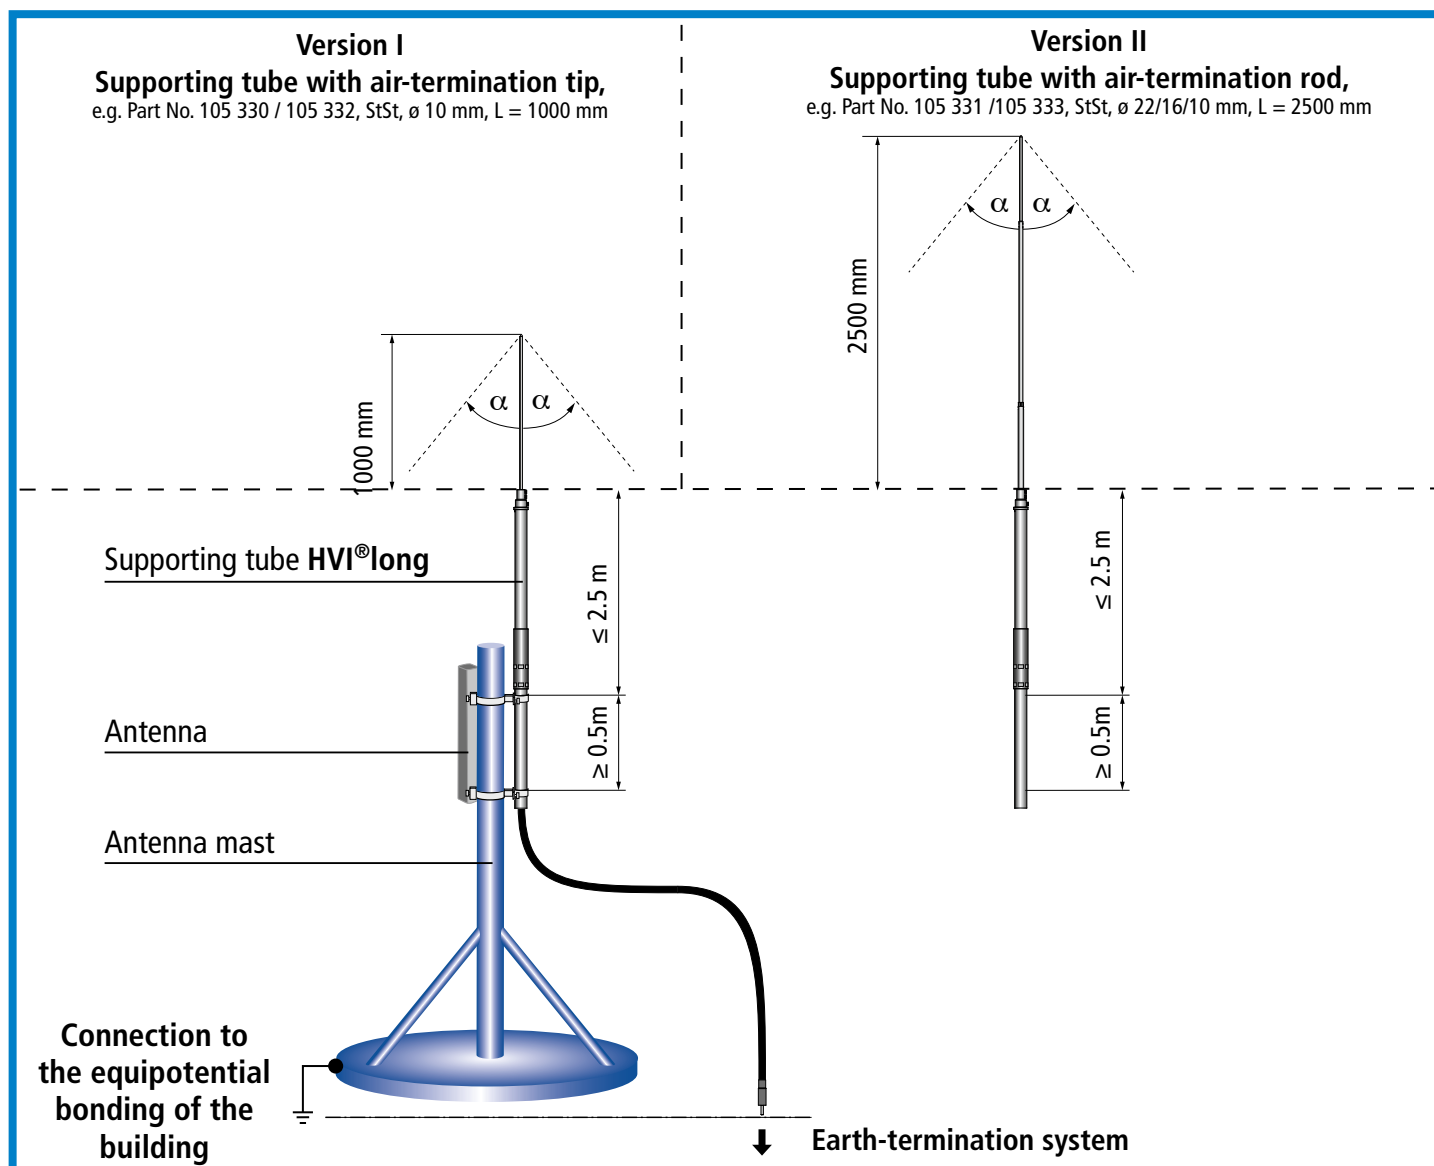 Version I
Supporting tube with air-termination tip,
e.g. Part No. 105 330 / 105 332, StSt, ø 10 mm, L = 1000 mm
Version II
Supporting tube with air-termination rod,
e.g. Part No. 105 331 /105 333, StSt, ø 22/16/10 mm, L = 2500 mm
α α
2500 mm
α α
1000 mm
Supporting tube HVI®long
≤ 2.5 m
≤ 2.5 m
Antenna
≥ 0.5m
≥ 0.5m
Antenna mast
Connection to
the equipotential
bonding of the
building
Earth-termination system